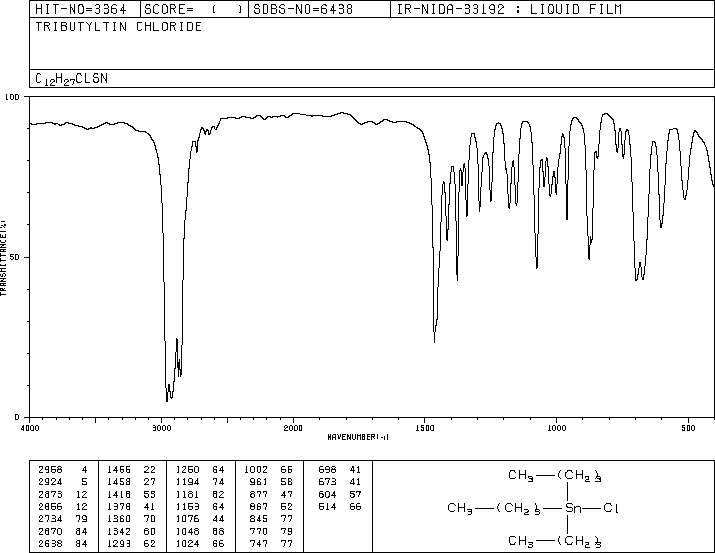 HIT-NO=3364 SCORE= ( ) SDBS-NO=6438 IR-NIDA-33192 : LIQUID FILM
TRIBUTYLTIN CHLORIDE
C12H27CLSN
100
50
0
TRANSMITTANCE(%)
4000 3000 2000 1500 1000 500
WAVENUMBER(-1)
2958 4 1466 22 1250 64 1002 66 698 41
2924 5 1458 27 1194 74 961 58 673 41
2873 12 1418 53 1181 62 877 47 604 57
2856 12 1378 41 1153 64 867 52 514 66
2734 79 1360 70 1076 44 845 77
2670 84 1342 60 1048 68 770 79
2638 84 1293 62 1024 66 747 77
CH3—(CH2)3
CH3—(CH2)3—Sn—Cl
CH3—(CH2)3